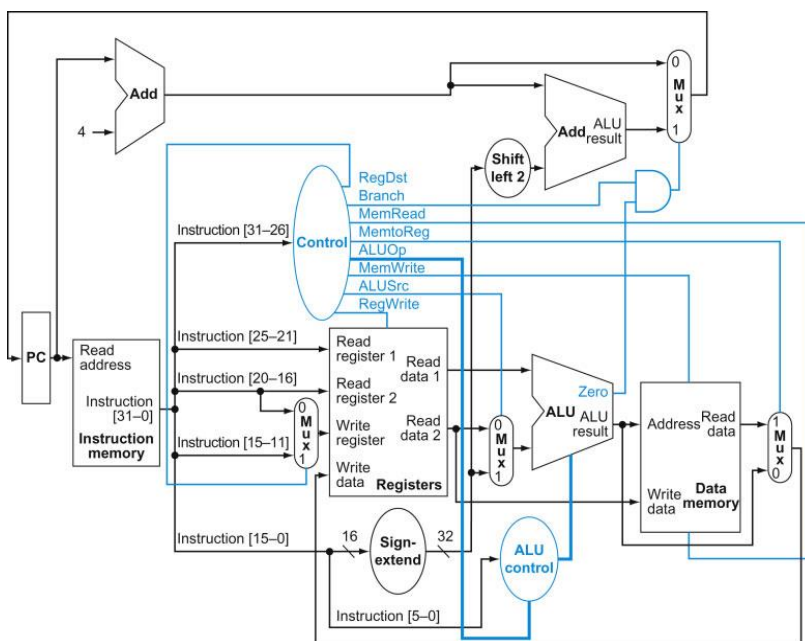 Add
4
Add
ALU
result
0
Mux
1
Shift
left 2
RegDst
Branch
MemRead
MemtoReg
ALUOp
MemWrite
ALUSrc
RegWrite
Control
Instruction [31–26]
Instruction [25–21]
Instruction [20–16]
Instruction [15–11]
Instruction [15–0]
Instruction [5–0]
PC
Read
address
Instruction
[31–0]
Instruction
memory
0
Mux
1
Read
register 1
Read
register 2
Write
register
Write
data
Read
data 1
Read
data 2
Registers
0
Mux
1
Zero
ALU
ALU
result
Address
Read
data
Write
data
Data
memory
1
Mux
0
16
Sign-
extend
32
ALU
control